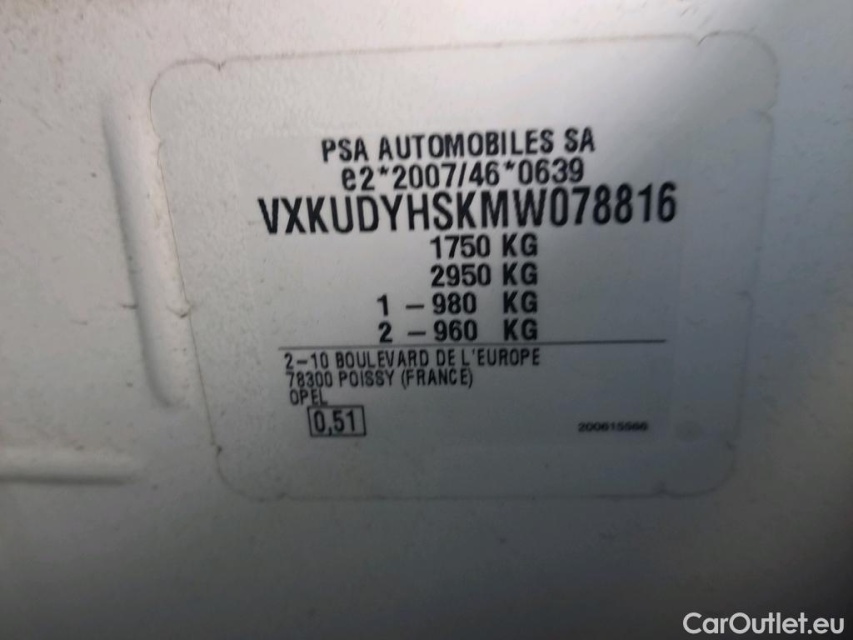 PSA AUTOMOBILES SA
e2*2007/46*0639
VXKUDYHSKMW078816
1750 KG
2950 KG
1 - 980 KG
2 - 960 KG
2-10 BOULEVARD DE L'EUROPE
78300 POISSY (FRANCE)
OPEL
0,51
200615566
CarOutlet.eu